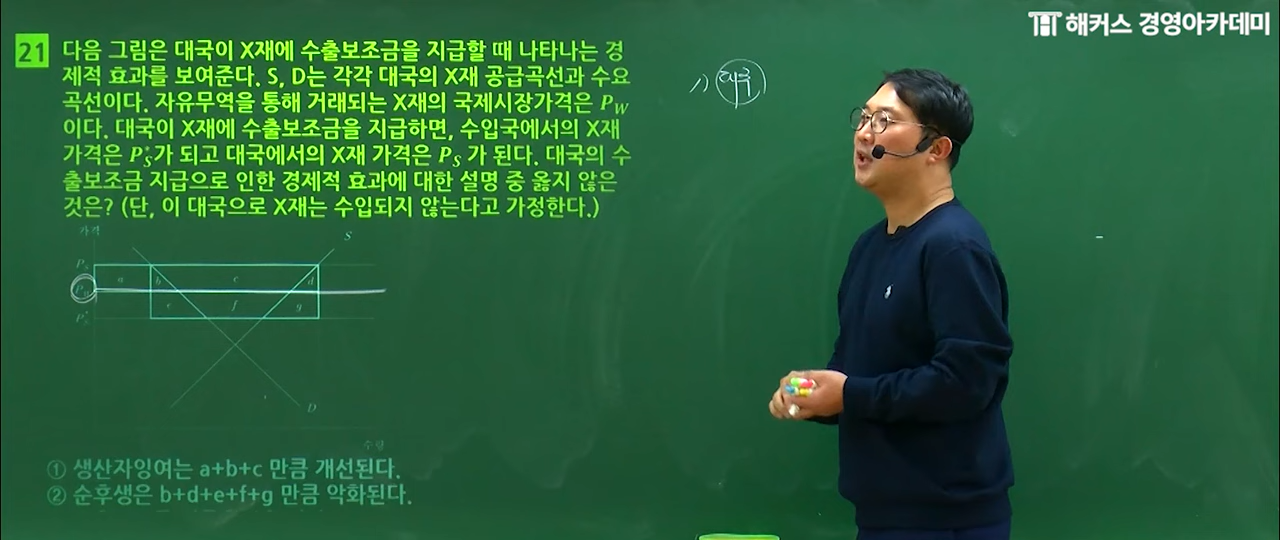 해커스 경영아카데미
21 다음 그림은 대국이 X재에 수출보조금을 지급할 때 나타나는 경
제적 효과를 보여준다. S, D는 각각 대국의 X재 공급곡선과 수요
곡선이다. 자유무역을 통해 거래되는 X재의 국제시장가격은 P_W
이다. 대국이 X재에 수출보조금을 지급하면, 수입국에서의 X재
가격은 P_S^*가 되고 대국에서의 X재 가격은 P_S 가 된다. 대국의 수
출보조금 지급으로 인한 경제적 효과에 대한 설명 중 옳지 않은
것은? (단, 이 대국으로 X재는 수입되지 않는다고 가정한다.)
1) 대국
가격
S
P_S
a b c d
P_W
e f g
P_S^*
D
수량
① 생산자잉여는 a+b+c 만큼 개선된다.
② 순후생은 b+d+e+f+g 만큼 악화된다.